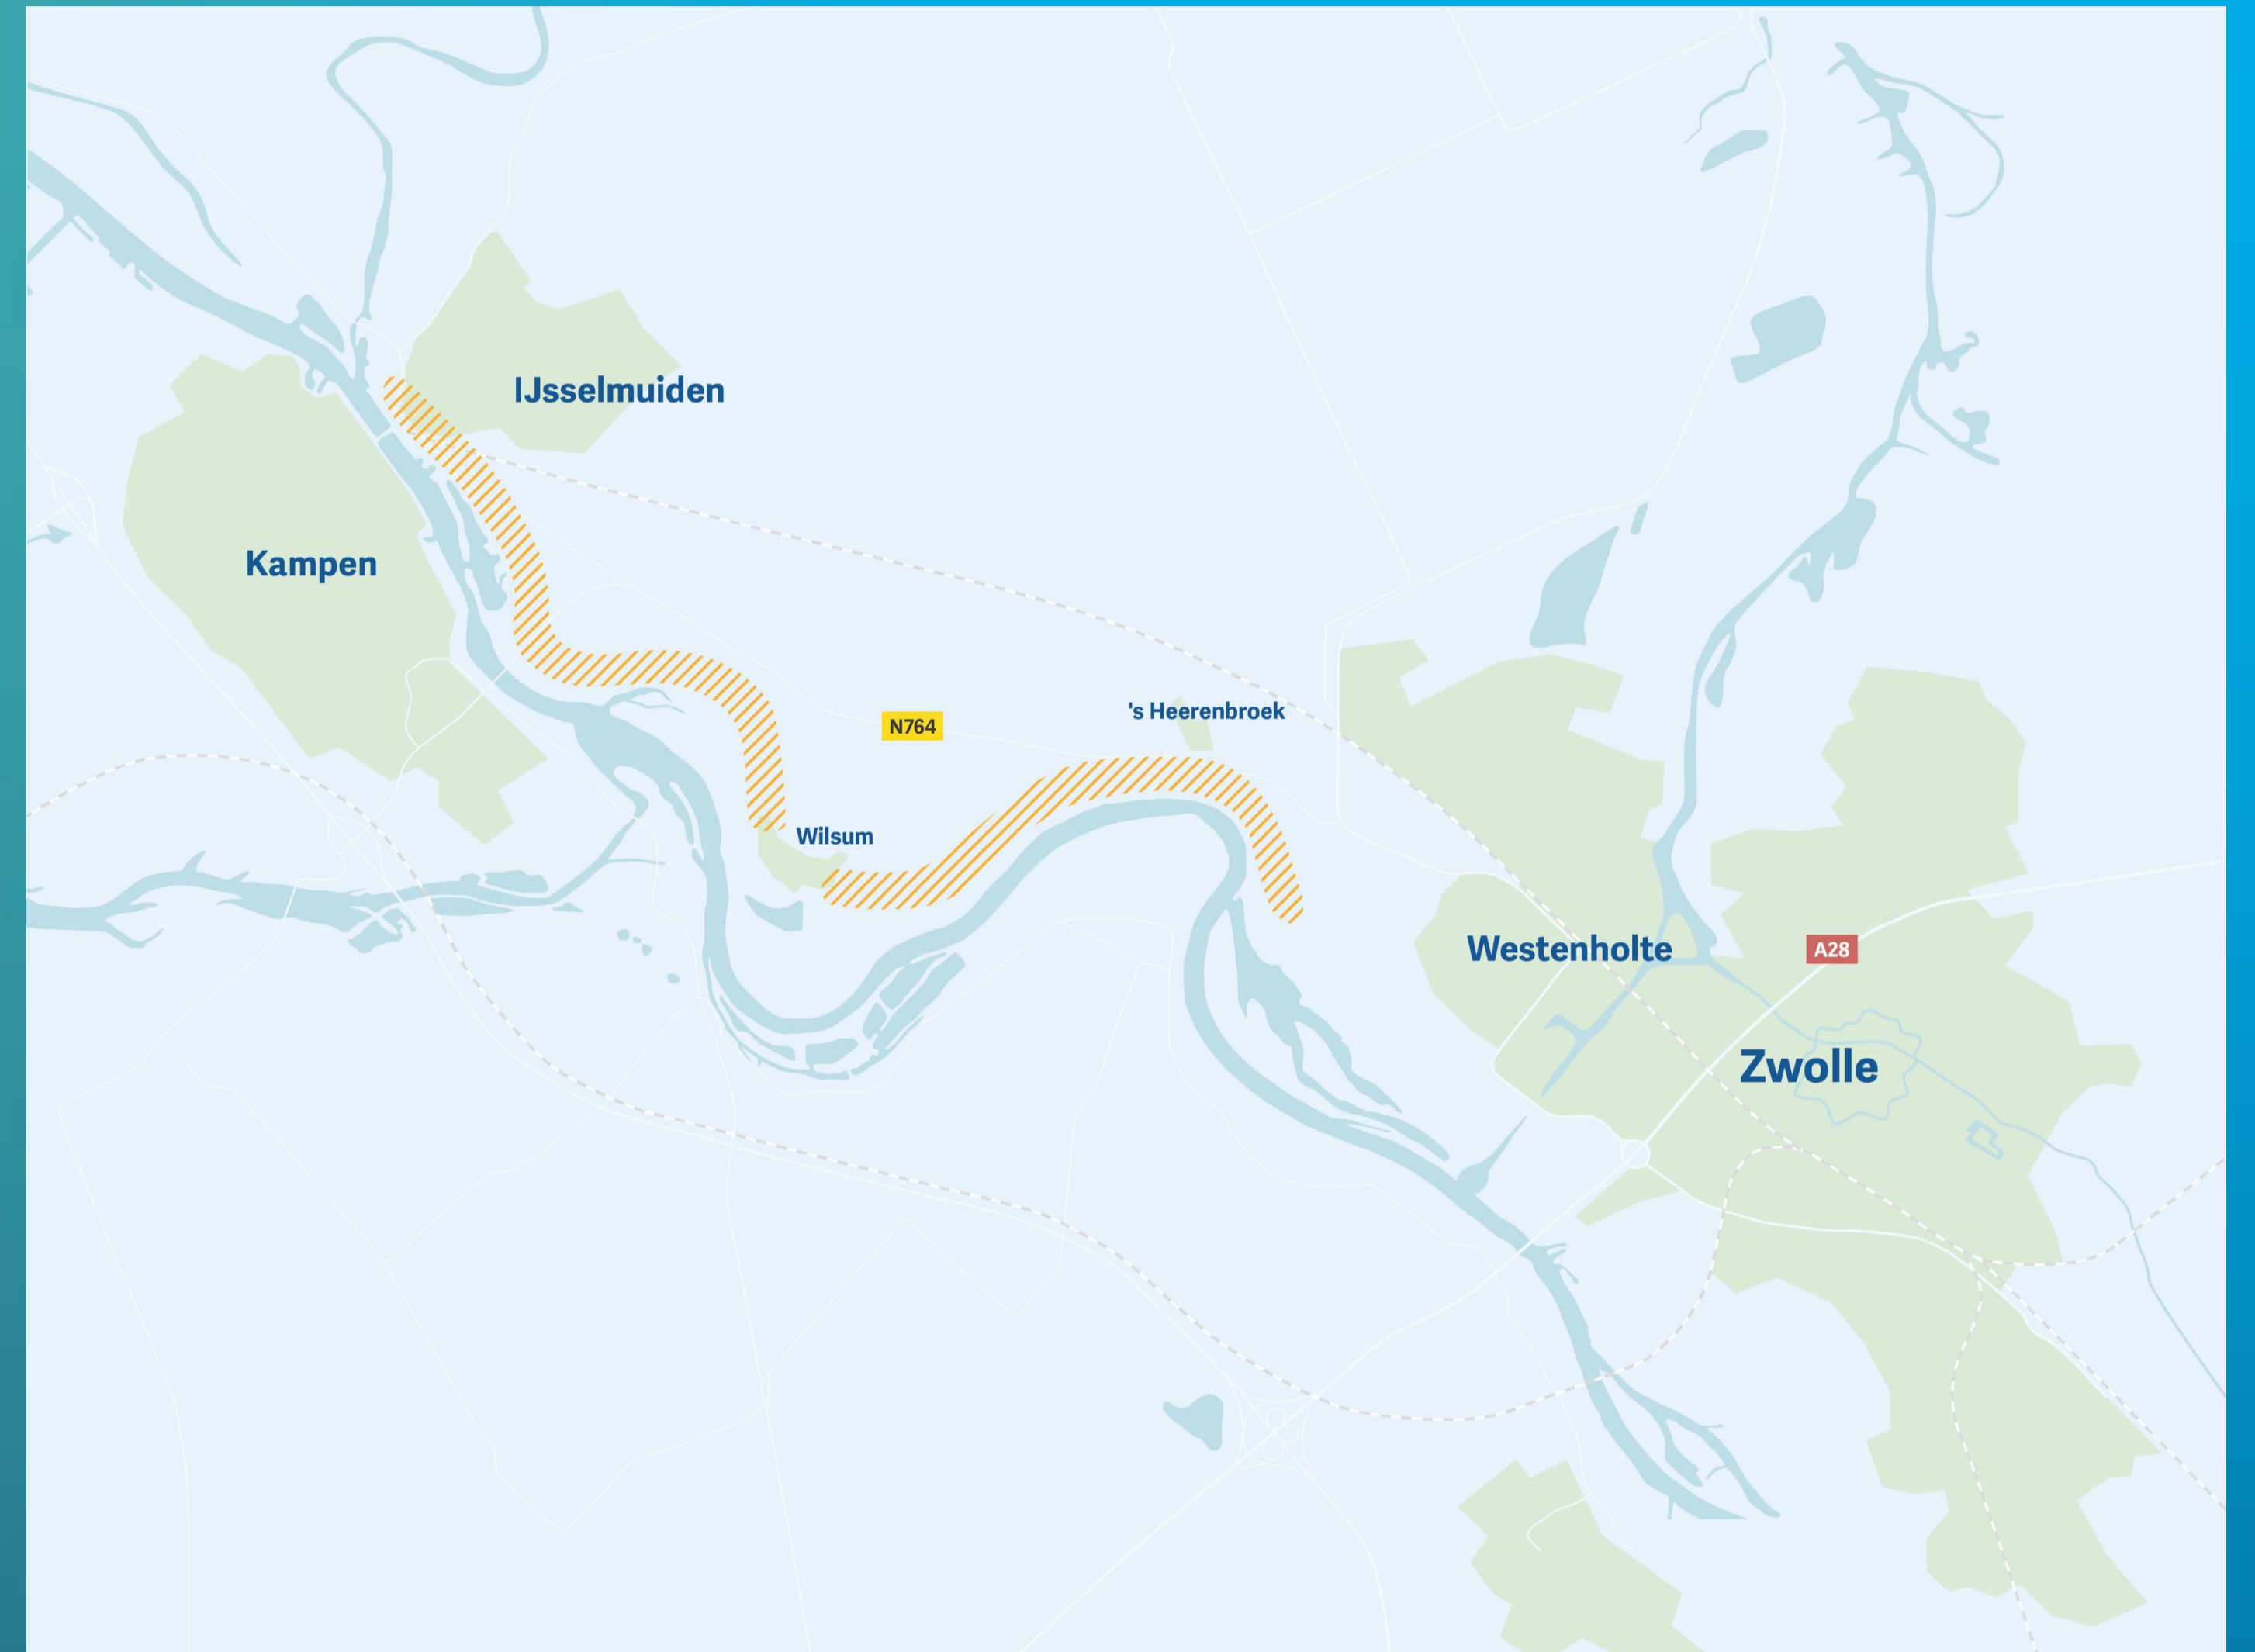 IJsselmuiden
Kampen
's Heerenbroek
N764
Wilsum
Westenholte
A28
Zwolle